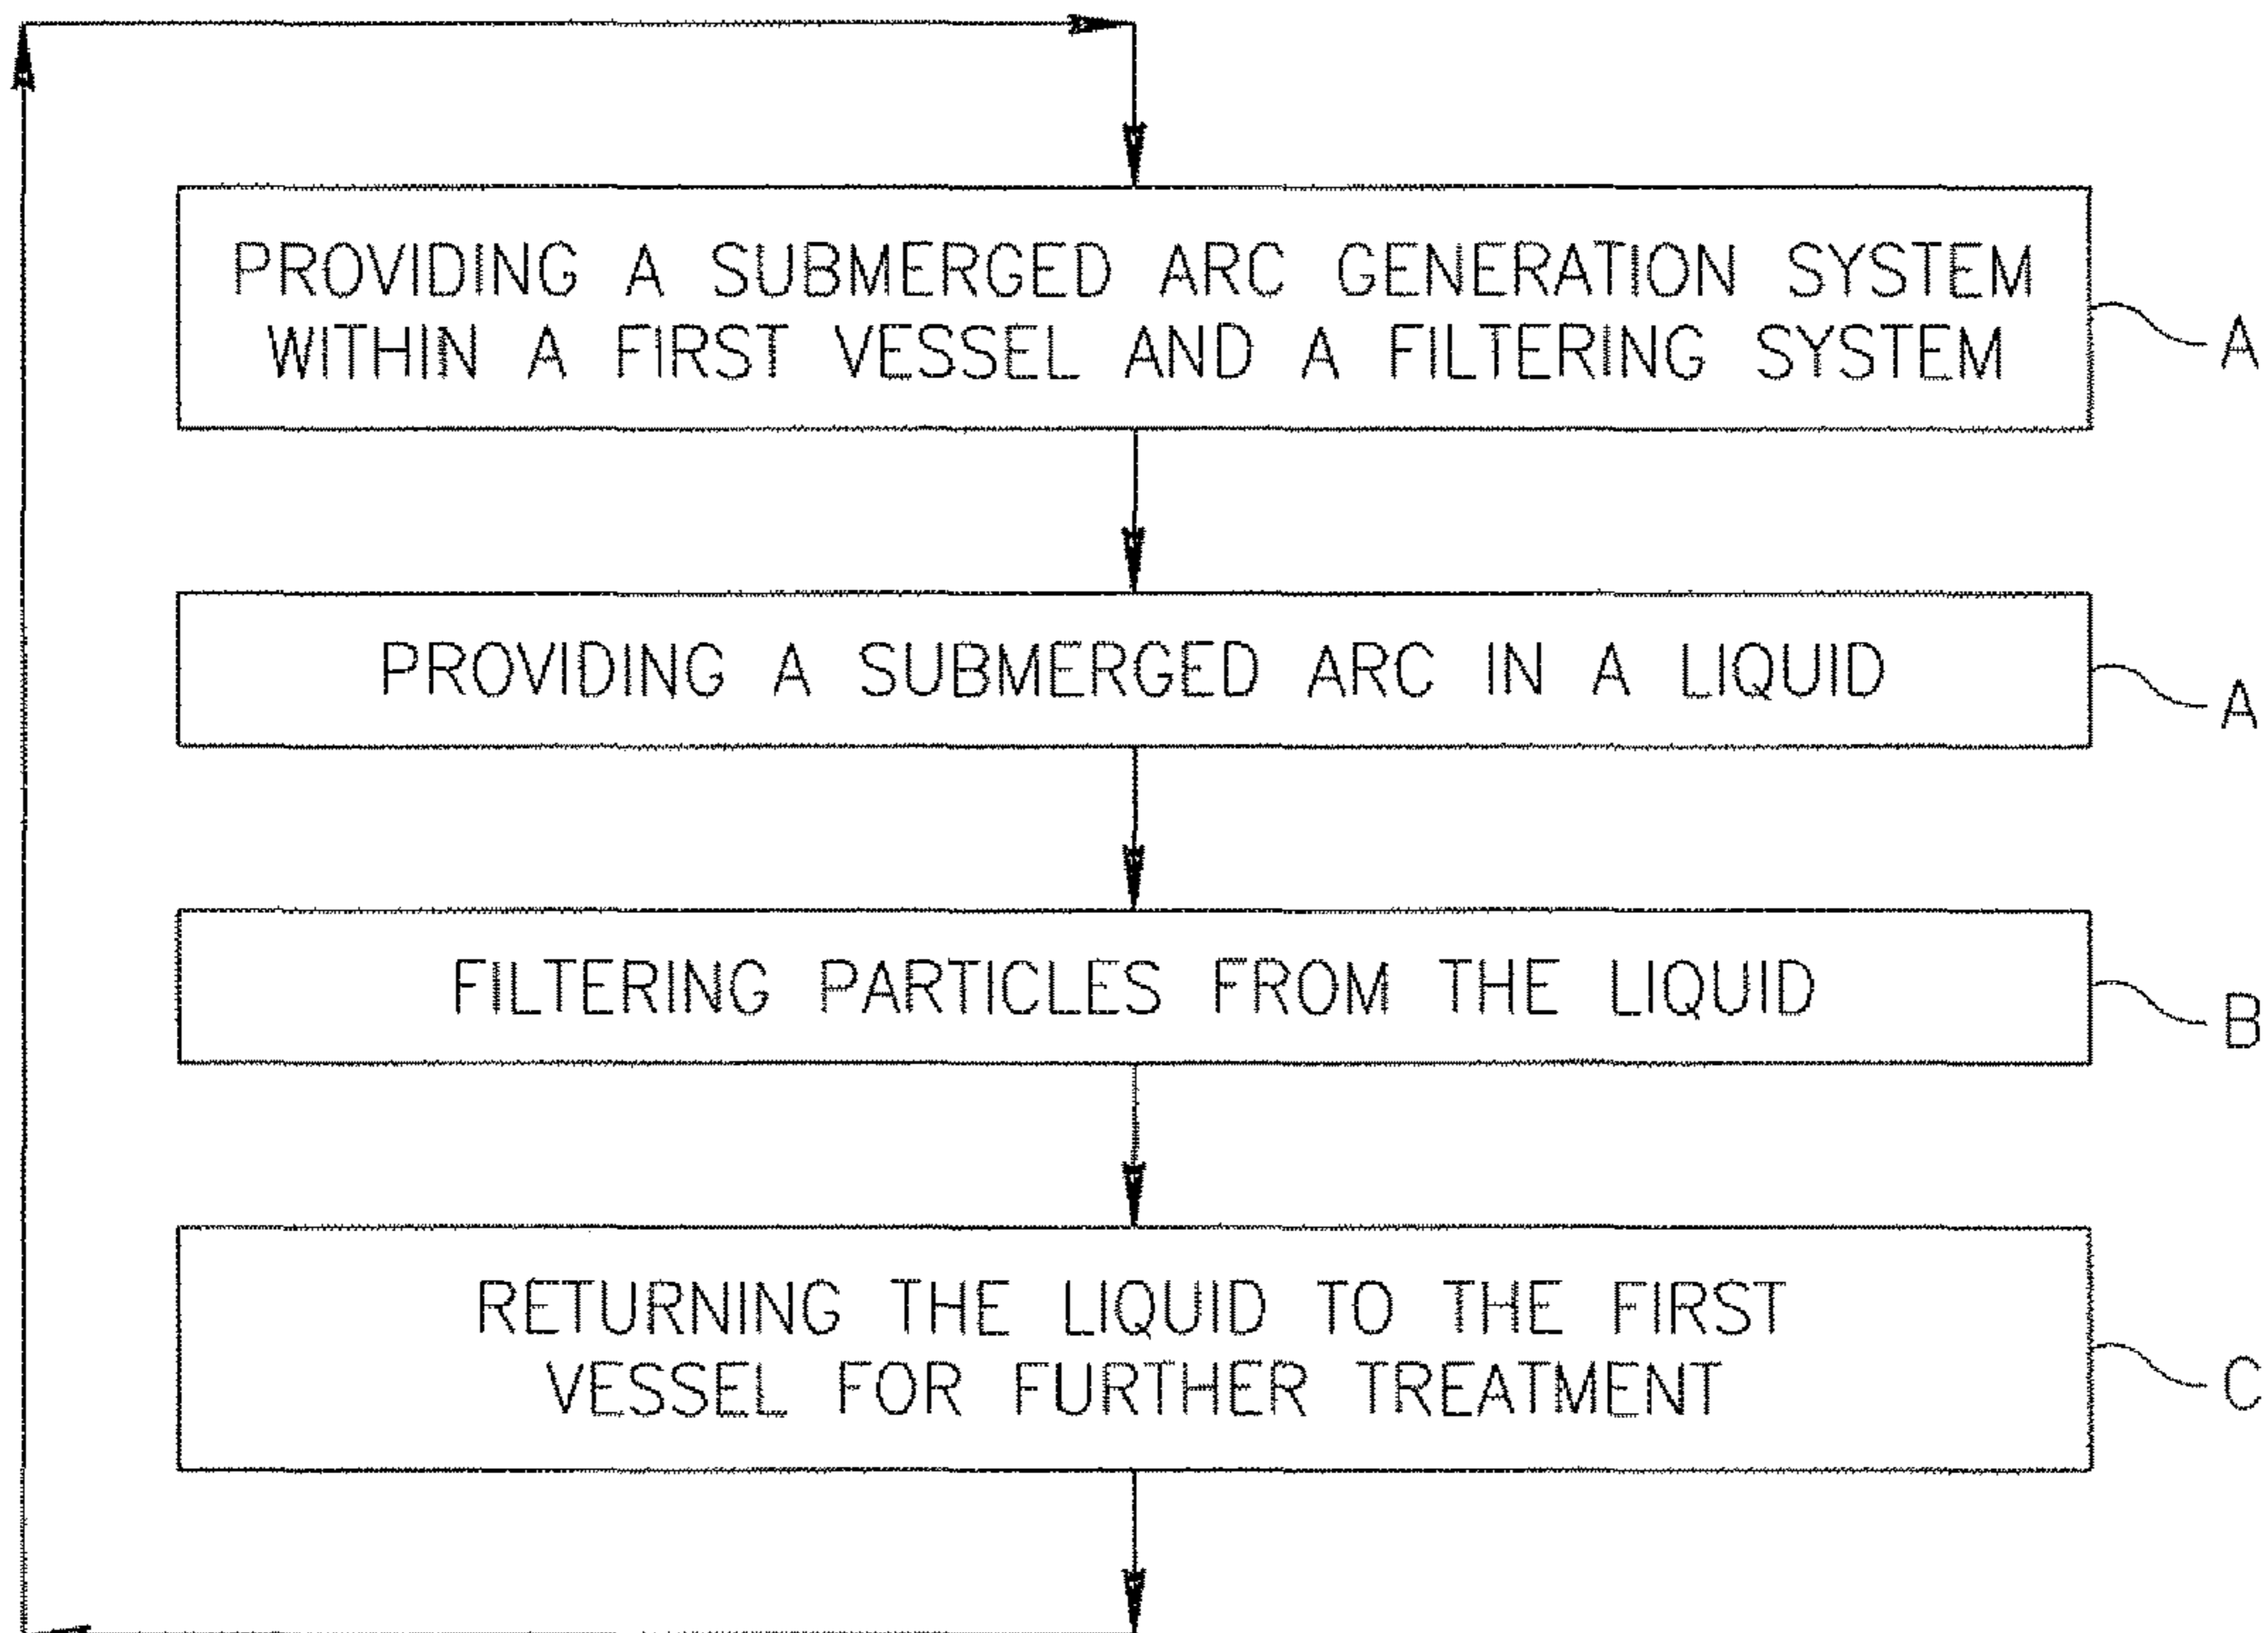 PROVIDING A SUBMERGED ARC GENERATION SYSTEM
WITHIN A FIRST VESSEL AND A FILTERING SYSTEM
A
PROVIDING A SUBMERGED ARC IN A LIQUID
A
FILTERING PARTICLES FROM THE LIQUID
B
RETURNING THE LIQUID TO THE FIRST
VESSEL FOR FURTHER TREATMENT
C